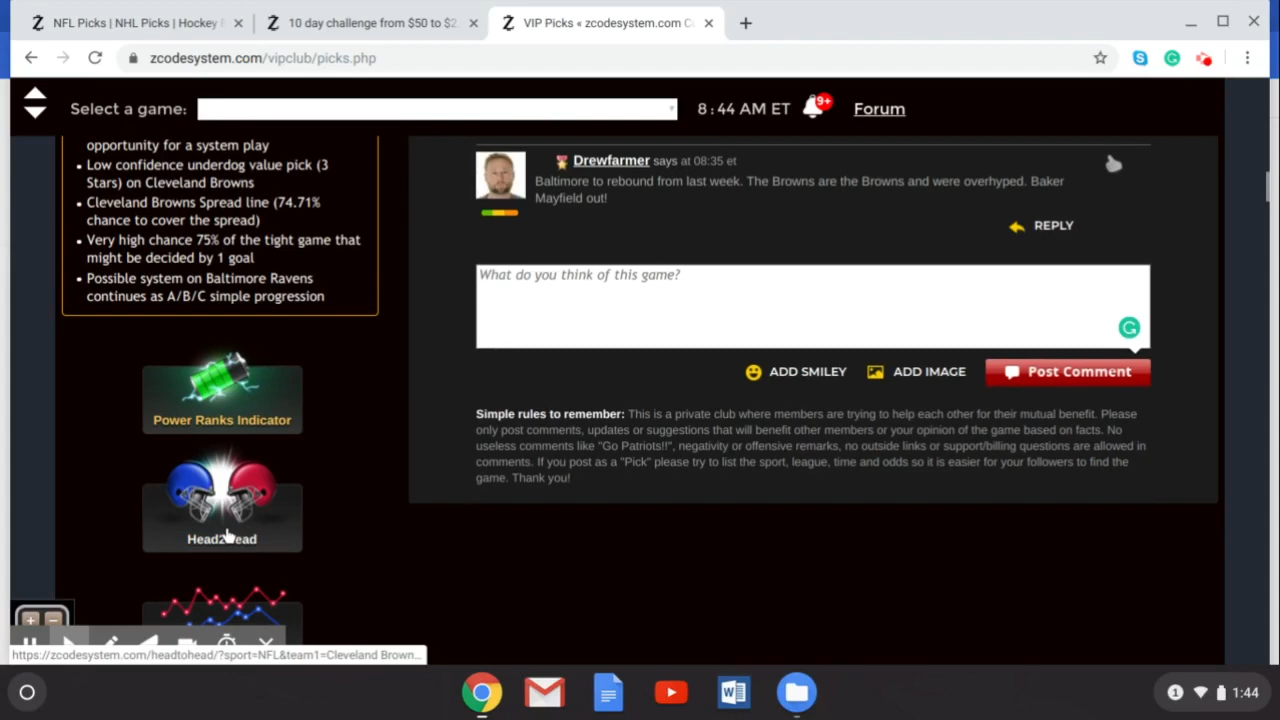 NFL Picks | NHL Picks | Hockey
10 day challenge from $50 to $2
VIP Picks « zcodesystem.com C
zcodesystem.com/vipclub/picks.php
Select a game:
8:44 AM ET
9+
Forum
opportunity for a system play
• Low confidence underdog value pick (3
Stars) on Cleveland Browns
• Cleveland Browns Spread line (74.71%
chance to cover the spread)
• Very high chance 75% of the tight game that
might be decided by 1 goal
• Possible system on Baltimore Ravens
continues as A/B/C simple progression
Power Ranks Indicator
Head2Head
https://zcodesystem.com/headtohead/?sport=NFL&team1=Cleveland Brown...
Drewfarmer says at 08:35 et
Baltimore to rebound from last week. The Browns are the Browns and were overhyped. Baker
Mayfield out!
REPLY
What do you think of this game?
ADD SMILEY
ADD IMAGE
Post Comment
Simple rules to remember: This is a private club where members are trying to help each other for their mutual benefit. Please
only post comments, updates or suggestions that will benefit other members or your opinion of the game based on facts. No
useless comments like "Go Patriots!!", negativity or offensive remarks, no outside links or support/billing questions are allowed in
comments. If you post as a "Pick" please try to list the sport, league, time and odds so it is easier for your followers to find the
game. Thank you!
1
1:44